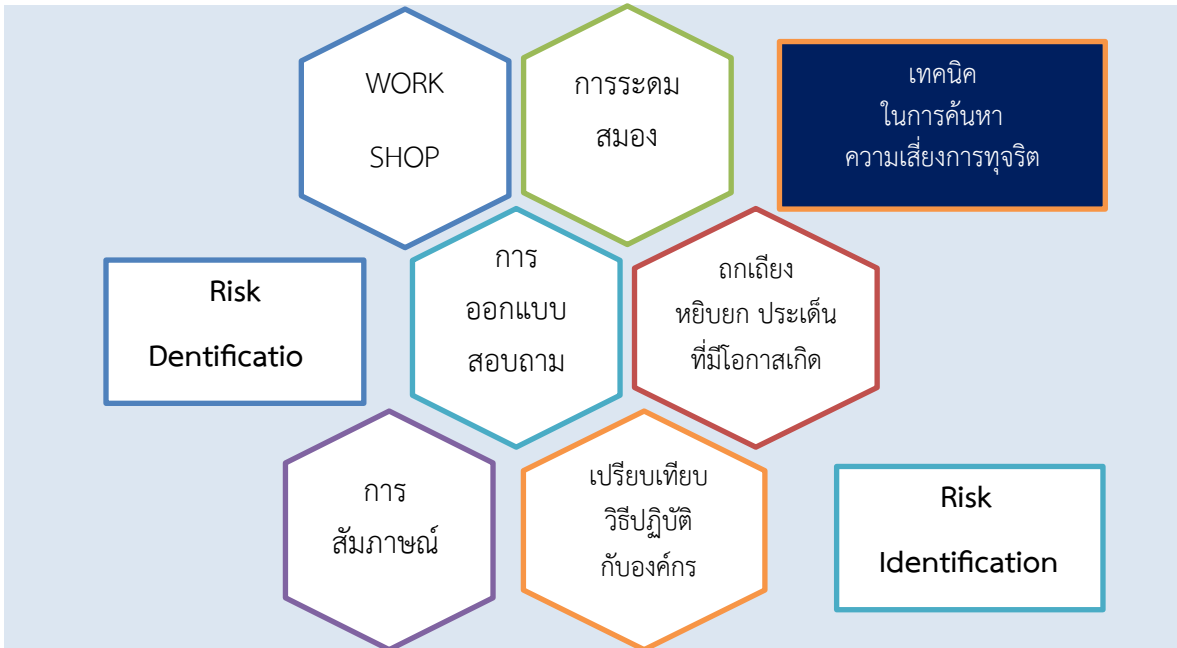 WORK
SHOP
การระดม
สมอง
เทคนิค
ในการค้นหา
ความเสี่ยงการทุจริต
Risk
Dentificatio
การ
ออกแบบ
สอบถาม
ถกเถียง
หยิบยก ประเด็น
ที่มีโอกาสเกิด
การ
สัมภาษณ์
เปรียบเทียบ
วิธีปฏิบัติ
กับองค์กร
Risk
Identification